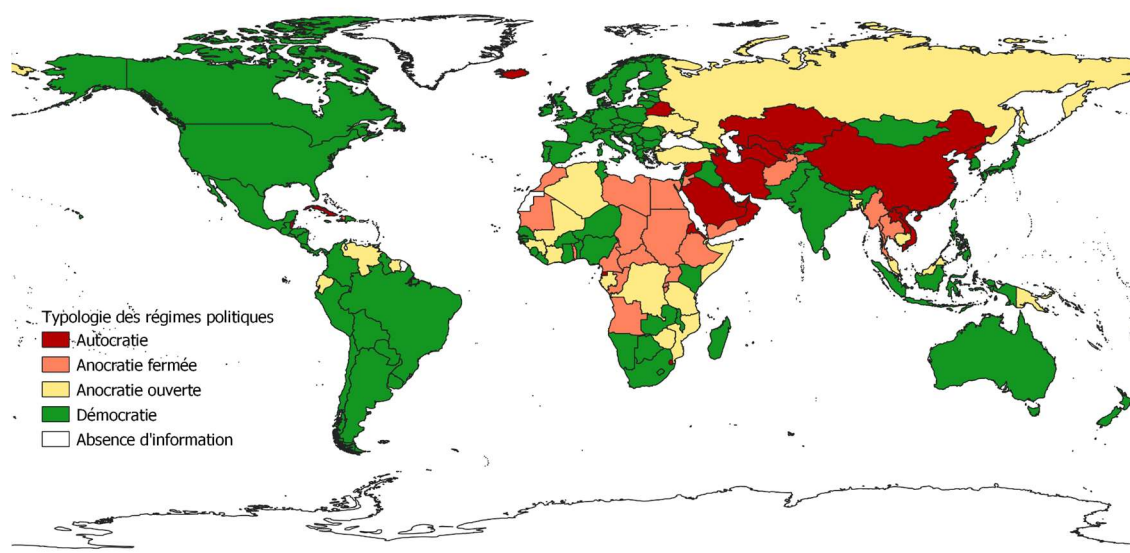 Typologie des régimes politiques
Autocratie
Anocratie fermée
Anocratie ouverte
Démocratie
Absence d'information